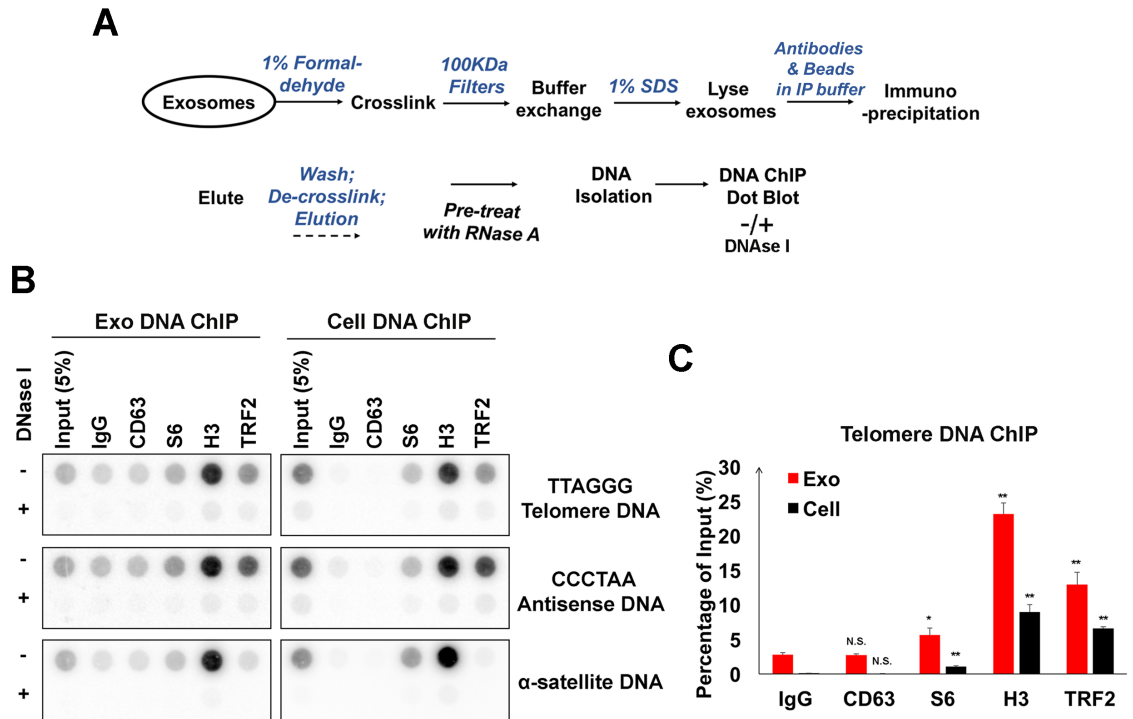 A
Exosomes
1% Formal-
dehyde
Crosslink
100KDa
Filters
Buffer
exchange
1% SDS
Lyse
exosomes
Antibodies
& Beads
in IP buffer
Immuno
-precipitation
Elute
Wash;
De-crosslink;
Elution
Pre-treat
with RNase A
DNA
Isolation
DNA ChIP
Dot Blot
-/+
DNAse I
B
Exo DNA ChIP
Cell DNA ChIP
DNase I
Input (5%)
IgG
CD63
S6
H3
TRF2
Input (5%)
IgG
CD63
S6
H3
TRF2
-
+
TTAGGG
Telomere DNA
-
+
CCCTAA
Antisense DNA
-
+
α-satellite DNA
C
Telomere DNA ChIP
Percentage of Input (%)
30
25
20
15
10
5
0
Exo
Cell
N.S.
N.S.
*
**
**
**
**
**
IgG
CD63
S6
H3
TRF2